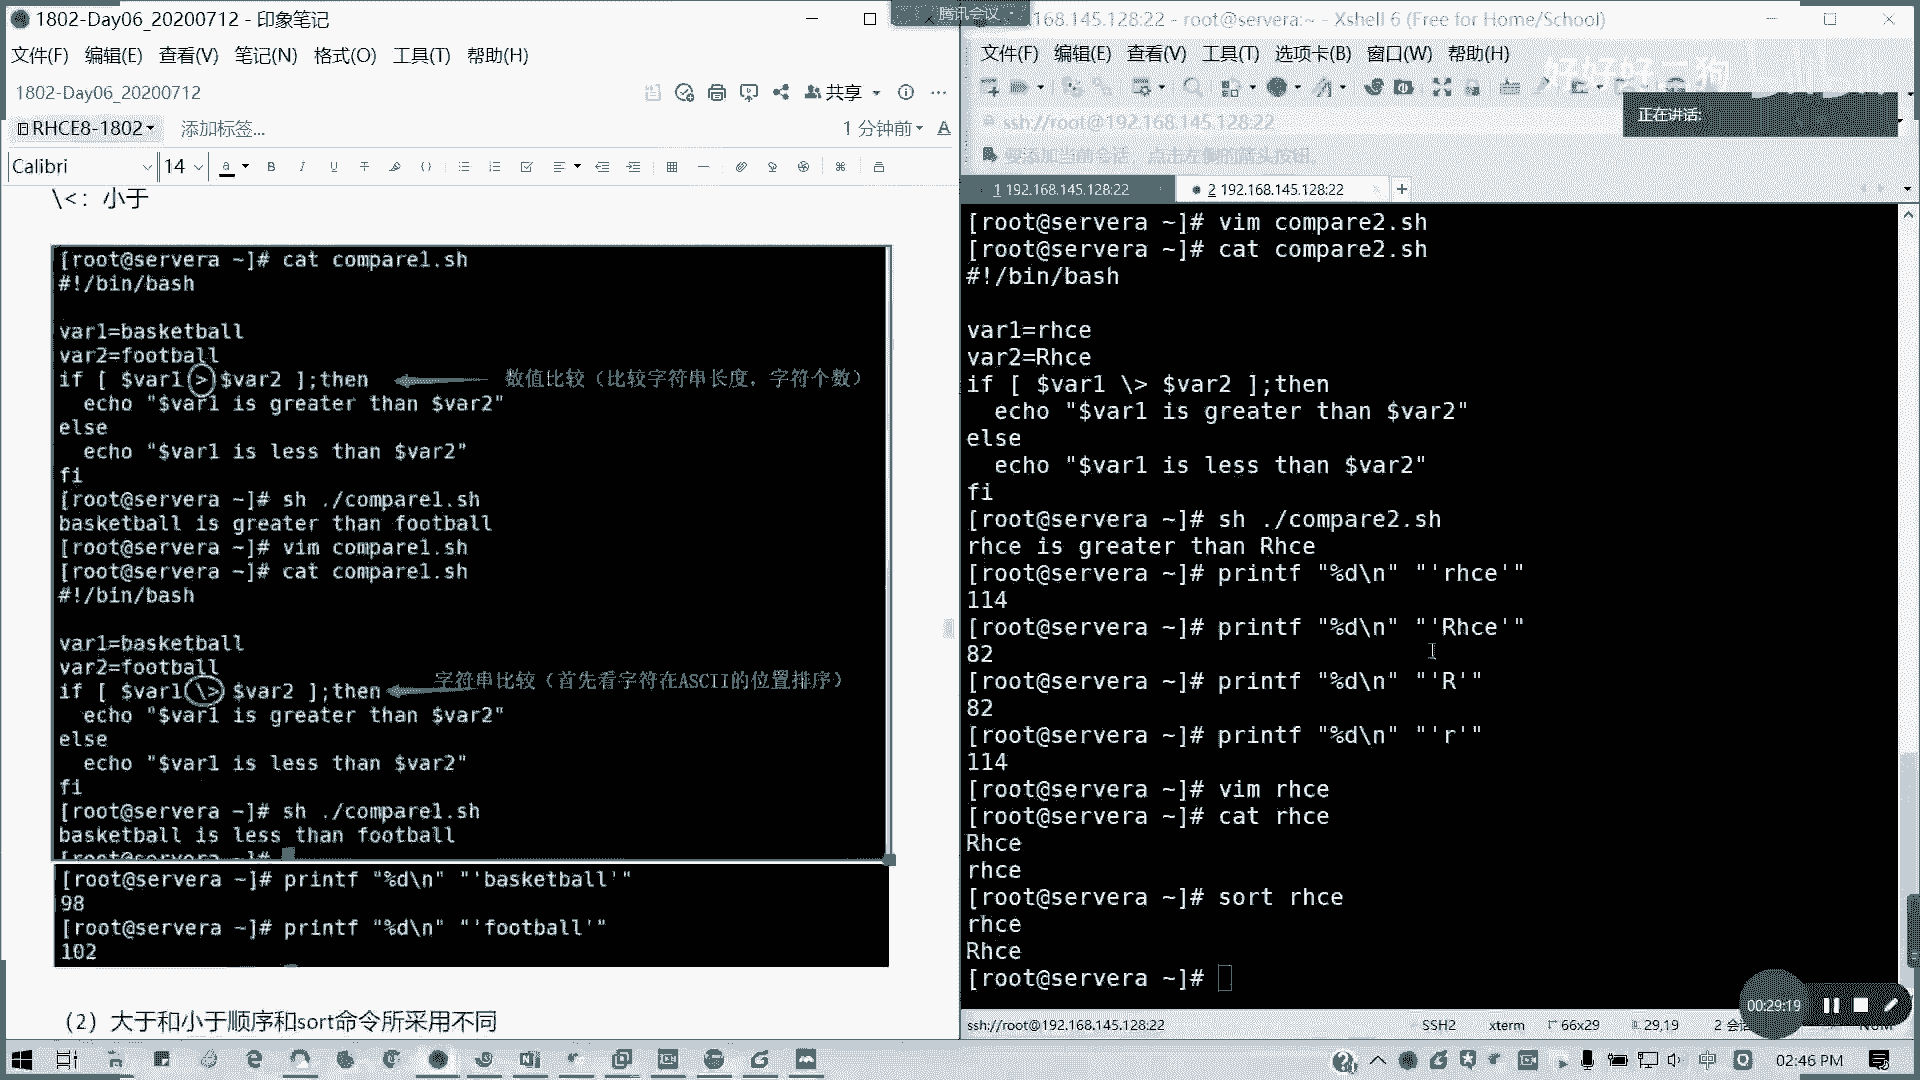 1802-Day06_20200712 - 印象笔记
文件(F) 编辑(E) 查看(V) 笔记(N) 格式(O) 工具(T) 帮助(H)
1802-Day06_20200712
共享
RHCE8-1802 添加标签...
1 分钟前
Calibri 14
\<：小于
[root@servera ~]# cat compare1.sh
#!/bin/bash
var1=basketball
var2=football
if [ $var1 > $var2 ];then
数值比较（比较字符串长度，字符个数）
echo "$var1 is greater than $var2"
else
echo "$var1 is less than $var2"
fi
[root@servera ~]# sh ./compare1.sh
basketball is greater than football
[root@servera ~]# vim compare1.sh
[root@servera ~]# cat compare1.sh
#!/bin/bash
var1=basketball
var2=football
if [ $var1 \> $var2 ];then
字符串比较（首先看字符在ASCII的位置排序）
echo "$var1 is greater than $var2"
else
echo "$var1 is less than $var2"
fi
[root@servera ~]# sh ./compare1.sh
basketball is less than football
[root@servera ~]#
[root@servera ~]# printf "%d\n" "'basketball'"
98
[root@servera ~]# printf "%d\n" "'football'"
102
（2）大于和小于顺序和sort命令所采用不同
腾讯会议
192.168.145.128:22 - root@servera:~ - Xshell 6 (Free for Home/School)
文件(F) 编辑(E) 查看(V) 工具(T) 选项卡(B) 窗口(W) 帮助(H)
好好好二狗
正在讲话:
ssh://root@192.168.145.128:22
要添加当前会话，点击左侧的箭头按钮。
1 192.168.145.128:22
2 192.168.145.128:22
[root@servera ~]# vim compare2.sh
[root@servera ~]# cat compare2.sh
#!/bin/bash
var1=rhce
var2=Rhce
if [ $var1 \> $var2 ];then
echo "$var1 is greater than $var2"
else
echo "$var1 is less than $var2"
fi
[root@servera ~]# sh ./compare2.sh
rhce is greater than Rhce
[root@servera ~]# printf "%d\n" "'rhce'"
114
[root@servera ~]# printf "%d\n" "'Rhce'"
82
[root@servera ~]# printf "%d\n" "'R'"
82
[root@servera ~]# printf "%d\n" "'r'"
114
[root@servera ~]# vim rhce
[root@servera ~]# cat rhce
Rhce
rhce
[root@servera ~]# sort rhce
rhce
Rhce
[root@servera ~]#
00:29:19
ssh://root@192.168.145.128:22 SSH2 xterm 66x29 29,19 2 会 NUM
中 02:46 PM